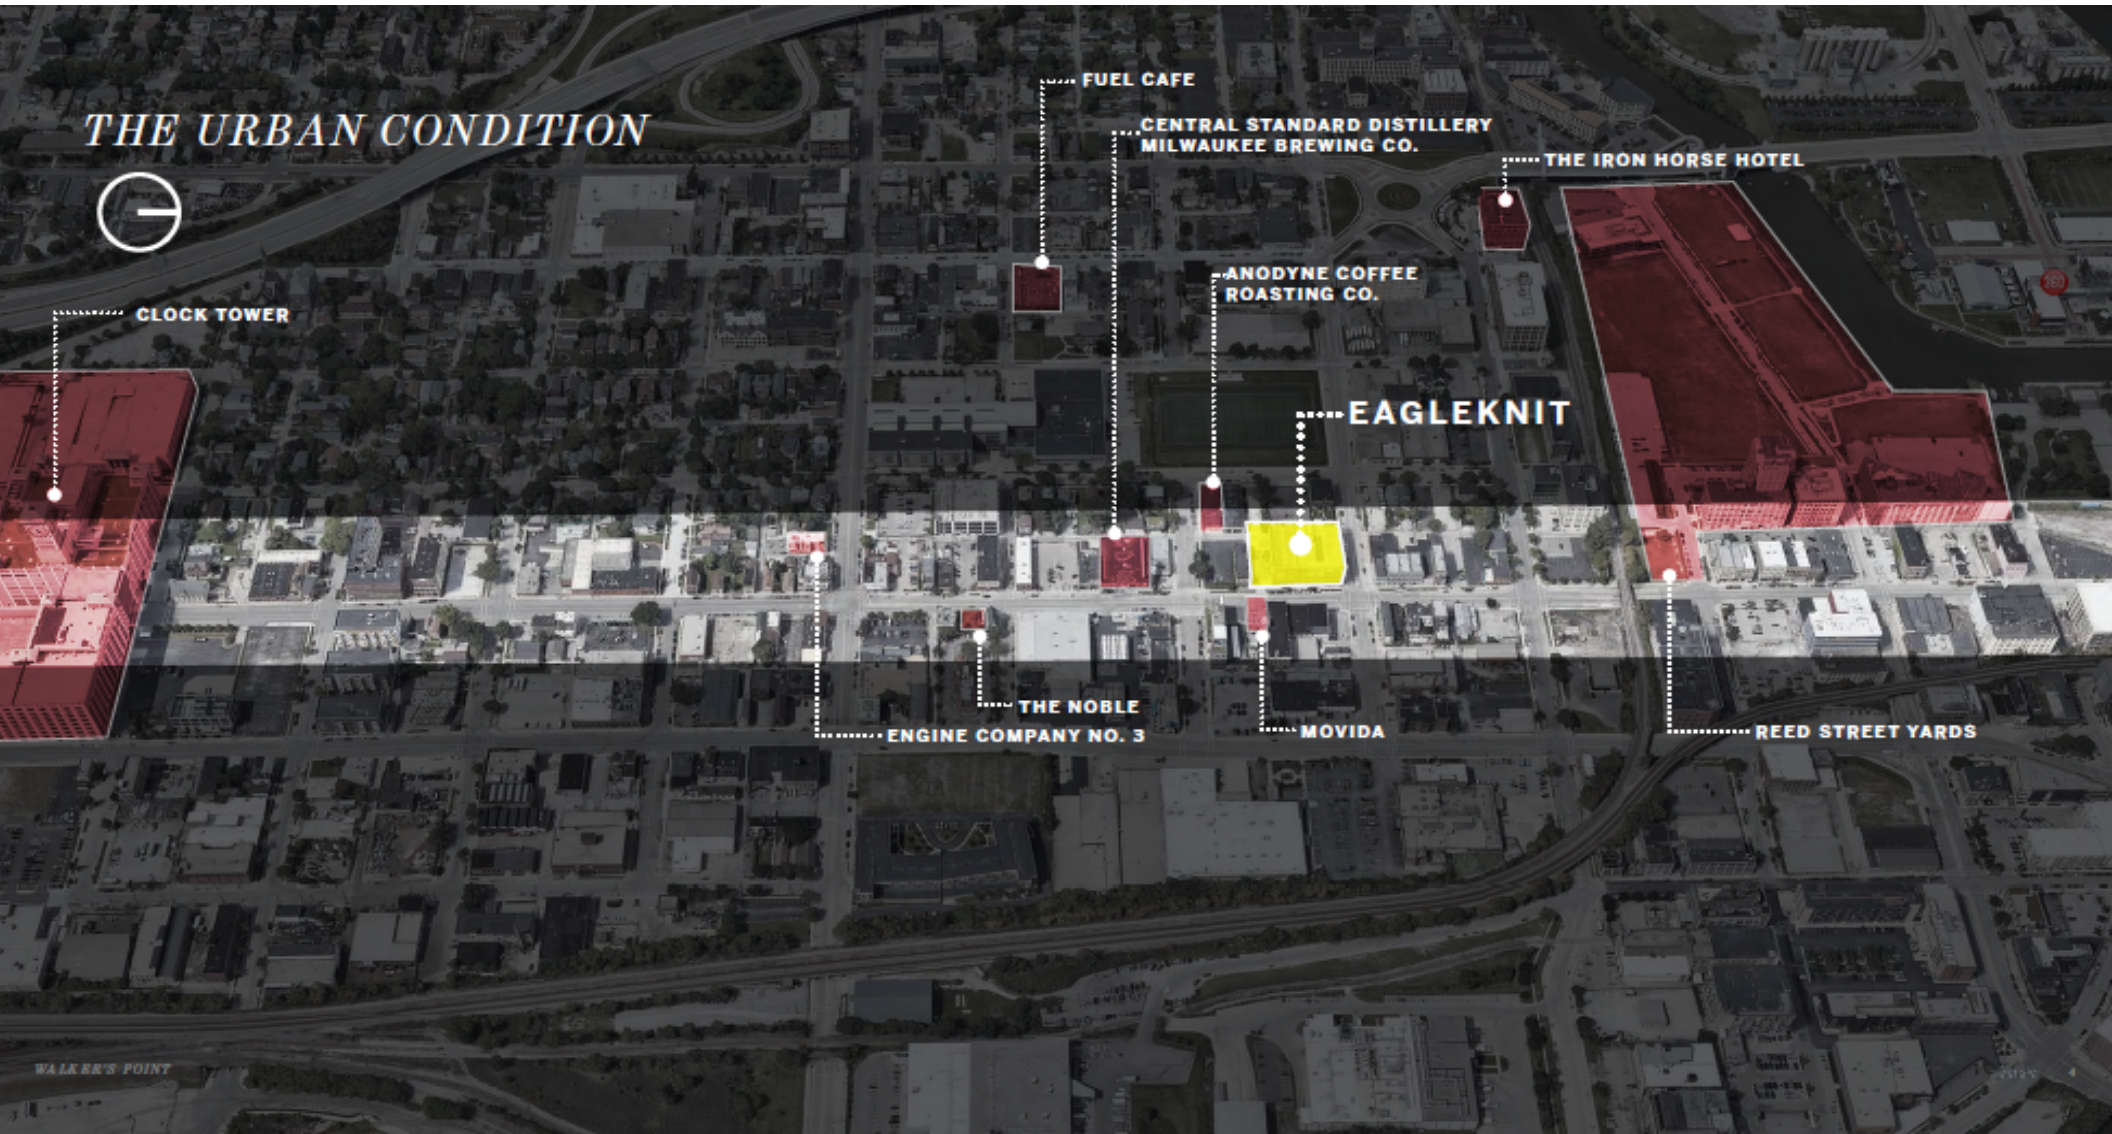 THE URBAN CONDITION
FUEL CAFE
CENTRAL STANDARD DISTILLERY
MILWAUKEE BREWING CO.
THE IRON HORSE HOTEL
ANODYNE COFFEE
ROASTING CO.
CLOCK TOWER
EAGLEKNIT
THE NOBLE
ENGINE COMPANY NO. 3
MOVIDA
REED STREET YARDS
WALKER'S POINT
4